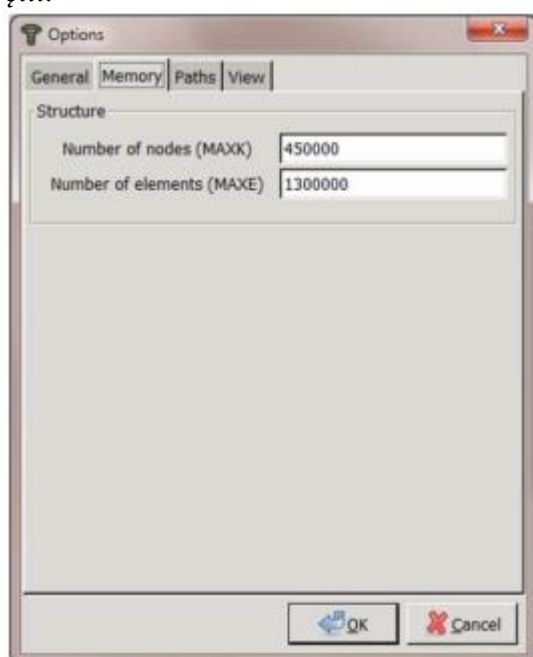 Options
General Memory Paths View
Structure
Number of nodes (MAXK) 450000
Number of elements (MAXE) 1300000
OK Cancel